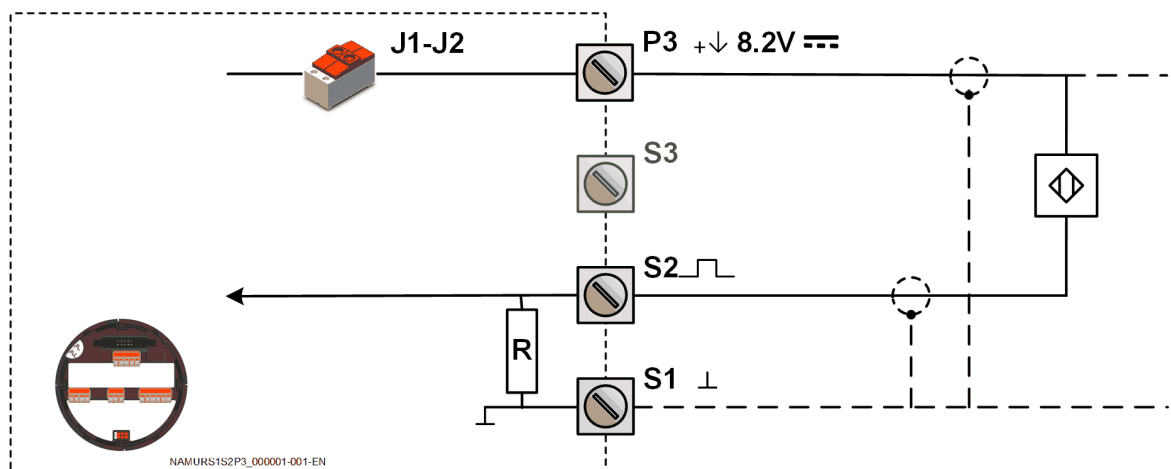 J1-J2
P3 +↓ 8.2V
S3
S2
R
S1
NAMURS1S2P3_000001-001-EN